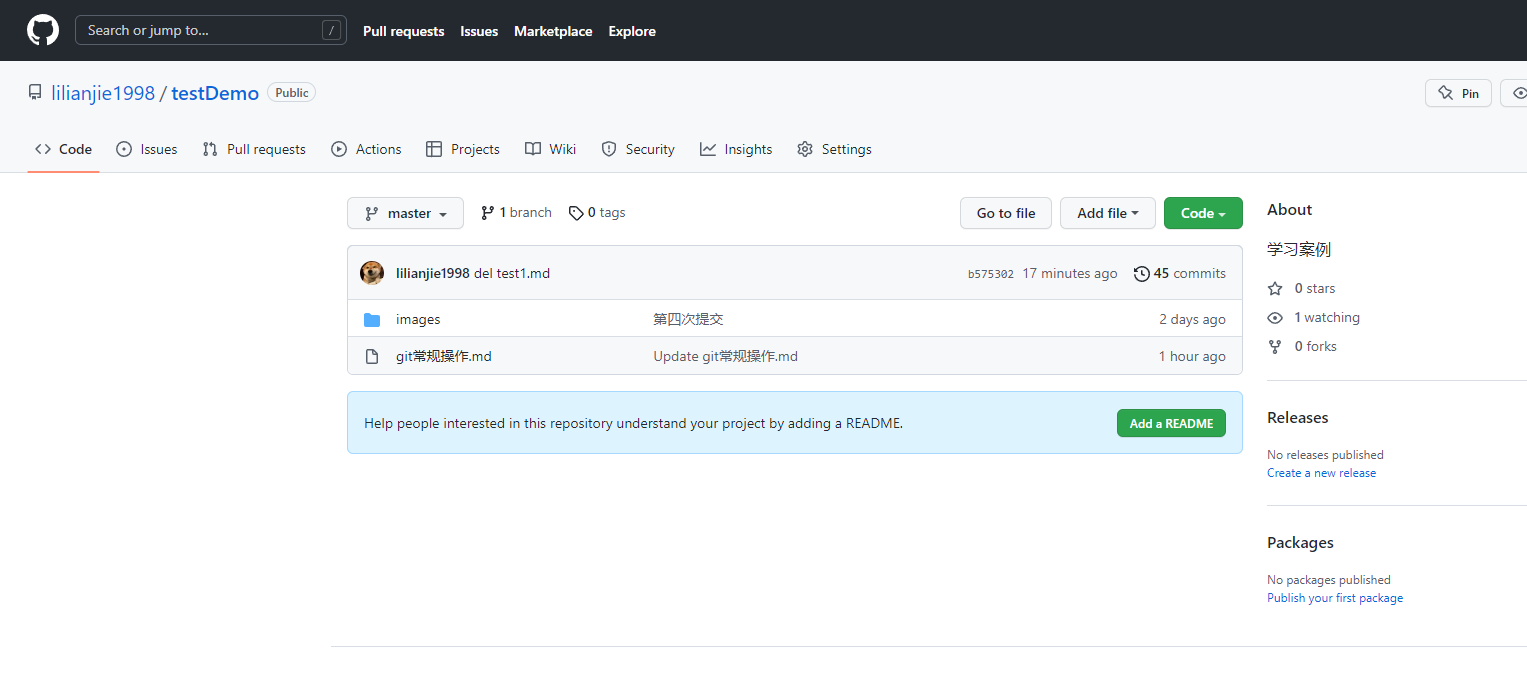 Search or jump to... /
Pull requests Issues Marketplace Explore
lilianjie1998 / testDemo Public
Pin
Code Issues Pull requests Actions Projects Wiki Security Insights Settings
master 1 branch 0 tags Go to file Add file Code
lilianjie1998 del test1.md b575302 17 minutes ago 45 commits
images 第四次提交 2 days ago
git常规操作.md Update git常规操作.md 1 hour ago
Help people interested in this repository understand your project by adding a README. Add a README
About
学习案例
0 stars
1 watching
0 forks
Releases
No releases published
Create a new release
Packages
No packages published
Publish your first package